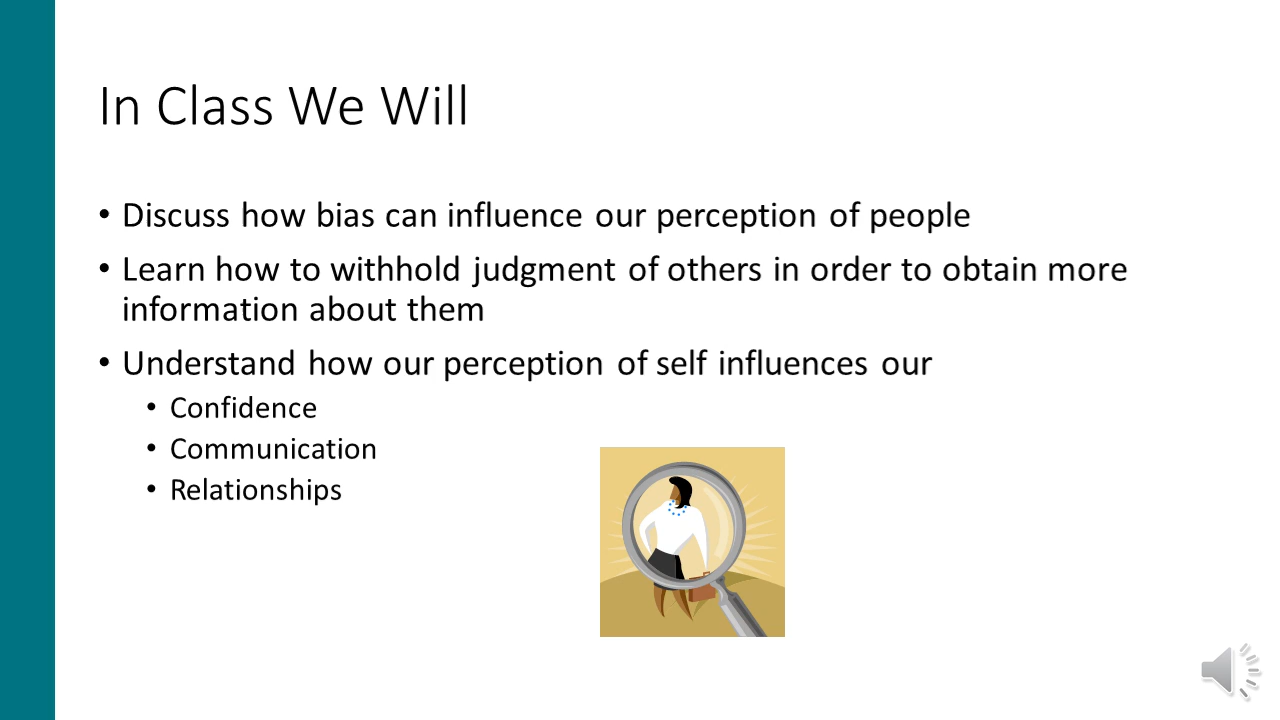 In Class We Will
• Discuss how bias can influence our perception of people
• Learn how to withhold judgment of others in order to obtain more
information about them
• Understand how our perception of self influences our
• Confidence
• Communication
• Relationships